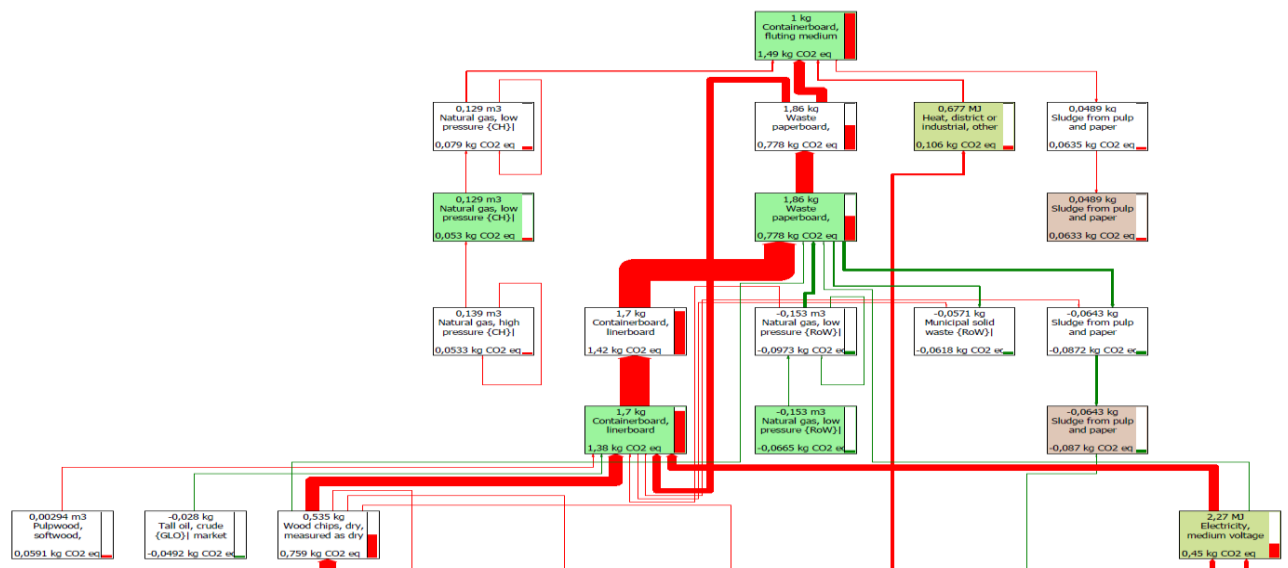 1 kg
Containerboard,
fluting medium
1,49 kg CO2 eq
0,129 m3
Natural gas, low
pressure {CH}|
0,079 kg CO2 eq
1,86 kg
Waste
paperboard,
0,778 kg CO2 eq
0,677 MJ
Heat, district or
industrial, other
0,106 kg CO2 eq
0,0489 kg
Sludge from pulp
and paper
0,0635 kg CO2 eq
0,129 m3
Natural gas, low
pressure {CH}|
0,053 kg CO2 eq
1,86 kg
Waste
paperboard,
0,778 kg CO2 eq
0,0489 kg
Sludge from pulp
and paper
0,0633 kg CO2 eq
0,139 m3
Natural gas, high
pressure {CH}|
0,0533 kg CO2 eq
1,7 kg
Containerboard,
linerboard
1,42 kg CO2 eq
-0,153 m3
Natural gas, low
pressure {RoW}|
-0,0973 kg CO2 ec
-0,0571 kg
Municipal solid
waste {RoW}|
-0,0618 kg CO2 ec
-0,0643 kg
Sludge from pulp
and paper
-0,0872 kg CO2 ec
1,7 kg
Containerboard,
linerboard
1,38 kg CO2 eq
-0,153 m3
Natural gas, low
pressure {RoW}|
-0,0665 kg CO2 ec
-0,0643 kg
Sludge from pulp
and paper
-0,087 kg CO2 eq
0,00294 m3
Pulpwood,
softwood,
0,0591 kg CO2 eq
-0,028 kg
Tall oil, crude
{GLO}| market
-0,0492 kg CO2 ec
0,535 kg
Wood chips, dry,
measured as dry
0,759 kg CO2 eq
2,27 MJ
Electricity,
medium voltage
0,45 kg CO2 eq